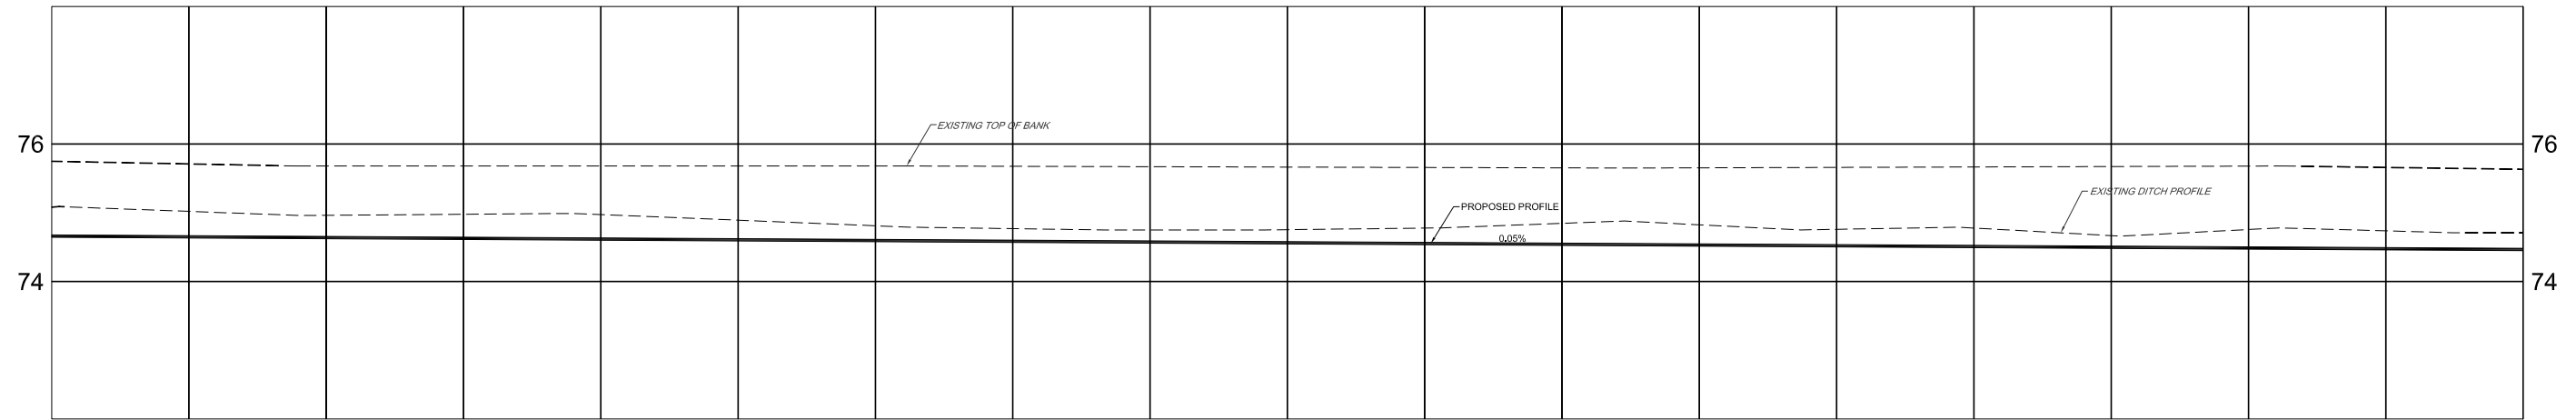 EXISTING TOP OF BANK
76
76
EXISTING DITCH PROFILE
PROPOSED PROFILE
0.05%
74
74